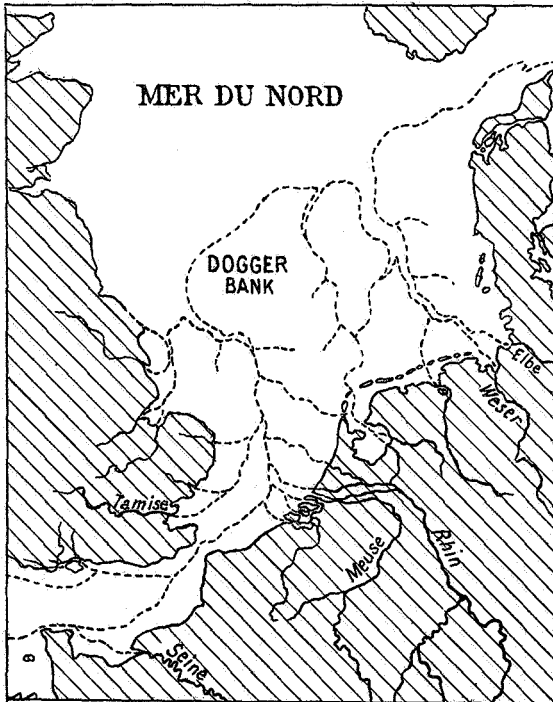 MER DU NORD
DOGGER
BANK
Elbe
Weser
Tamise
Rhin
Meuse
Seine